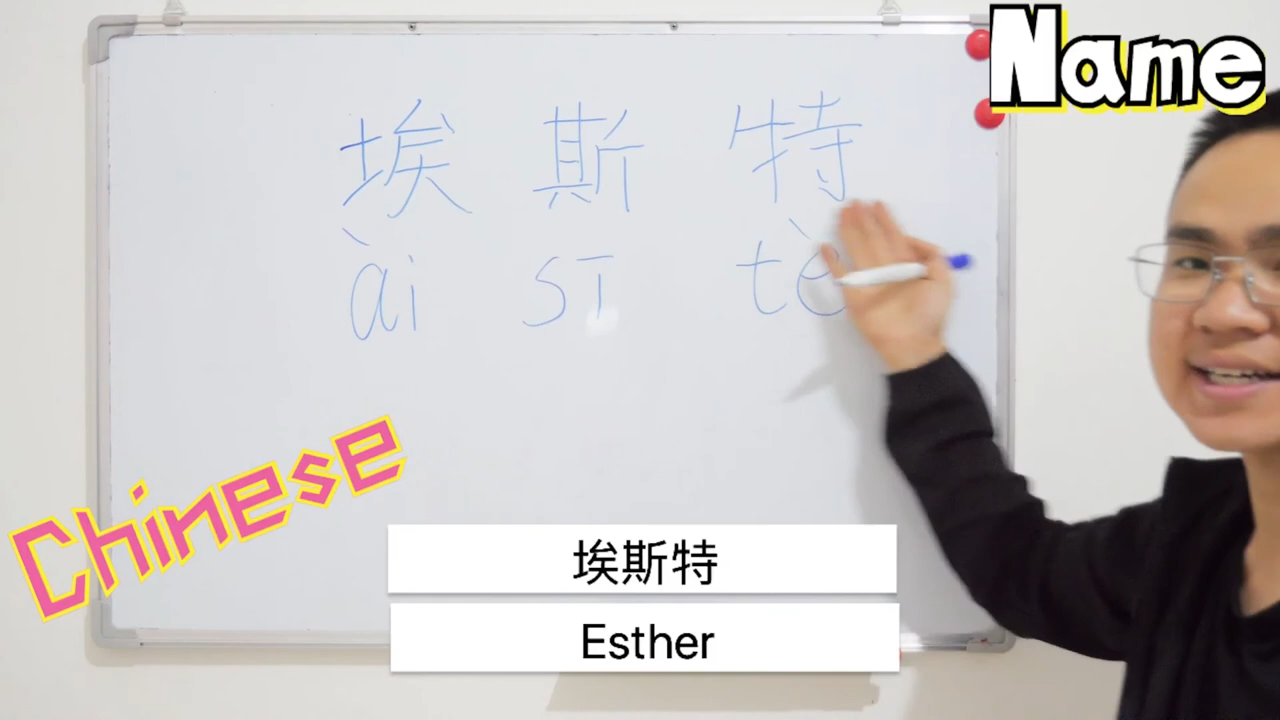 Name
埃 斯 特
ài sī tè
Chinese
埃斯特
Esther